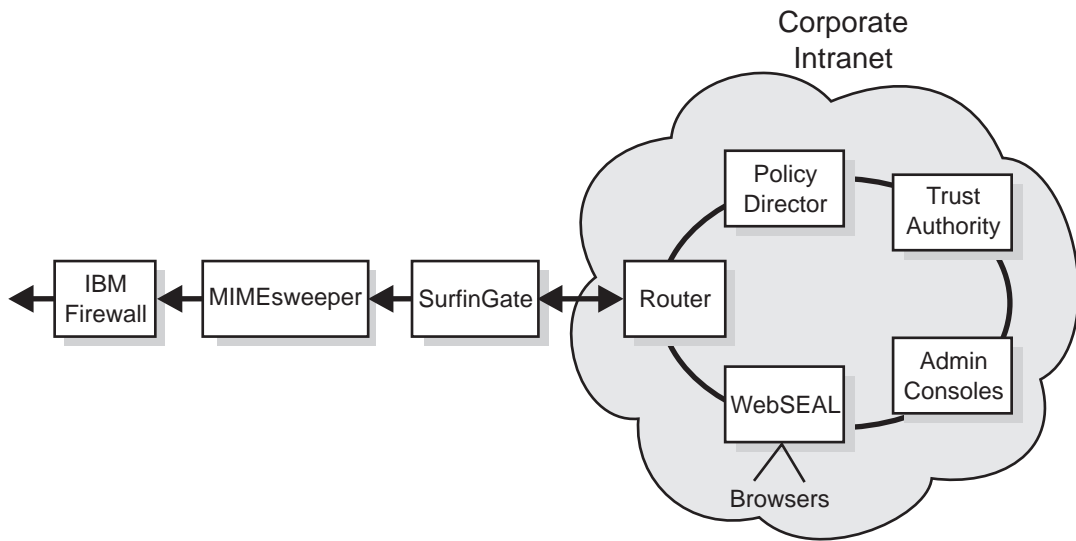 Corporate
Intranet
Policy
Director
Trust
Authority
IBM
Firewall
MIMEsweeper
SurfinGate
Router
WebSEAL
Admin
Consoles
Browsers